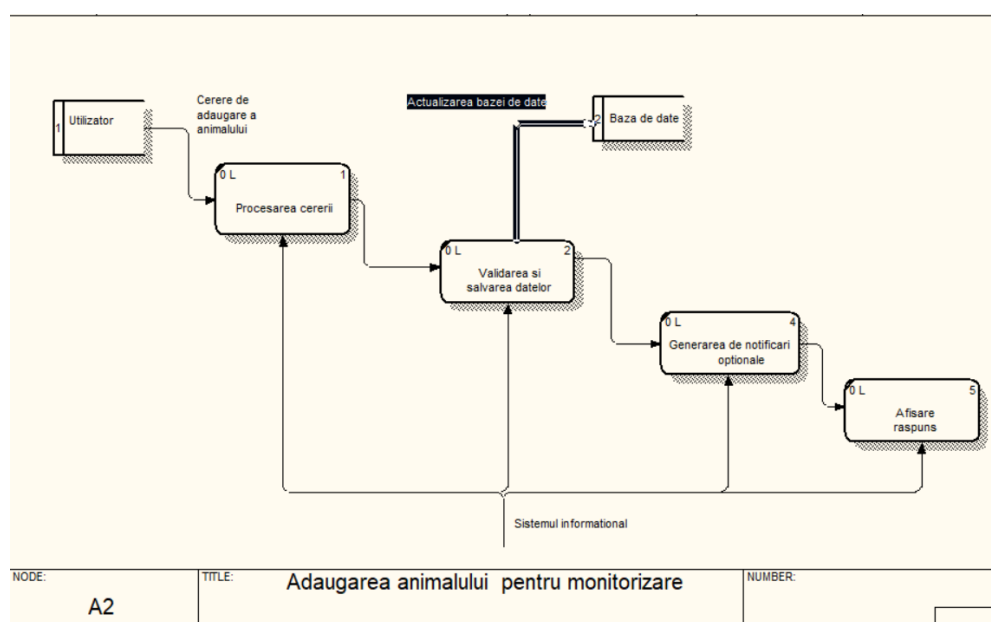 Utilizator
1
Cerere de
adaugare a
animalului
Actualizarea bazei de date
2
Baza de date
0 L
1
Procesarea cererii
0 L
2
Validarea si
salvarea datelor
0 L
4
Generarea de notificari
optionale
0 L
5
Afisare
raspuns
Sistemul informational
NODE:
A2
TITLE:
Adaugarea animalului pentru monitorizare
NUMBER: